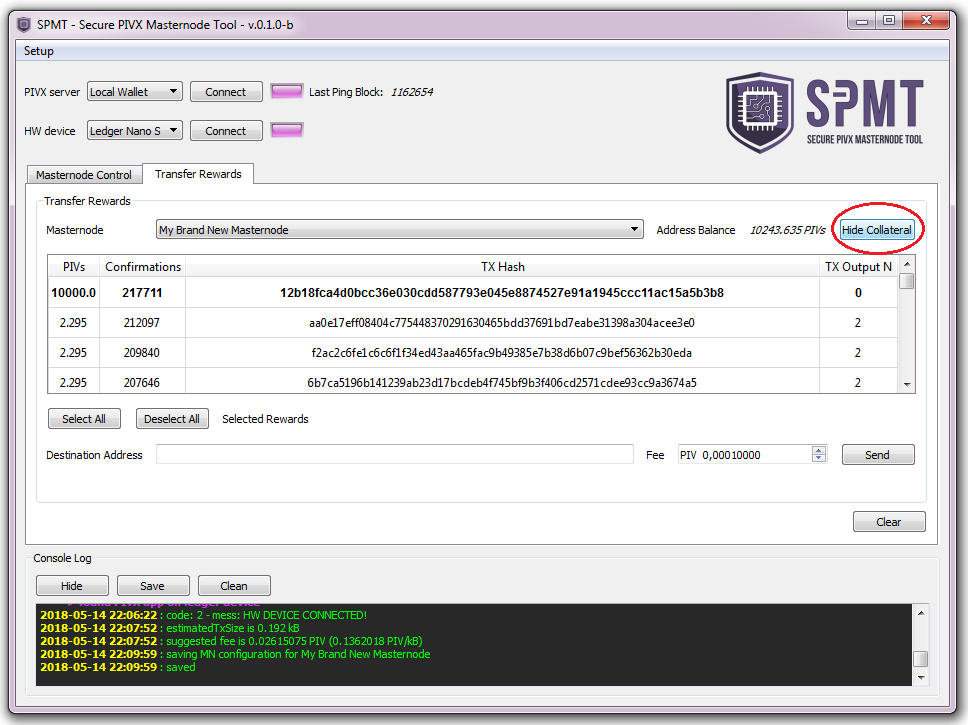 SPMT - Secure PIVX Masternode Tool - v.0.1.0-b
Setup
PIVX server Local Wallet Connect Last Ping Block: 1162654
HW device Ledger Nano S Connect
SPMT
SECURE PIVX MASTERNODE TOOL
Masternode Control Transfer Rewards
Transfer Rewards
Masternode My Brand New Masternode Address Balance 10243.635 PIVs Hide Collateral
PIVs Confirmations TX Hash TX Output N
10000.0 217711 12b18fca4d0bcc36e030cdd587793e045e8874527e91a1945ccc11ac15a5b3b8 0
2.295 212097 aa0e17eff08404c775448370291630465bdd37691bd7eabe31398a304acee3e0 2
2.295 209840 f2ac2c6fe1c6c6f1f34ed43aa465fac9b49385e7b38d6b07c9bef56362b30eda 2
2.295 207646 6b7ca5196b141239ab23d17bcdeb4f745bf9b3f406cd2571cdee93cc9a3674a5 2
Select All Deselect All Selected Rewards
Destination Address Fee PIV 0,00010000 Send
Clear
Console Log
Hide Save Clean
> found PIVX app on ledger device
2018-05-14 22:06:22 : code: 2 - mess: HW DEVICE CONNECTED!
2018-05-14 22:07:52 : estimatedTxSize is 0.192 kB
2018-05-14 22:07:52 : suggested fee is 0.02615075 PIV (0.1362018 PIV/kB)
2018-05-14 22:09:59 : saving MN configuration for My Brand New Masternode
2018-05-14 22:09:59 : saved